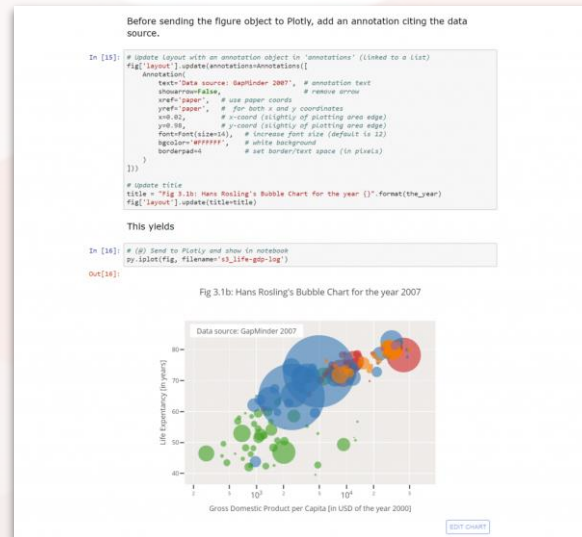 Before sending the figure object to Plotly, add an annotation citing the data
source.
In [15]:
# Update layout with an annotation object in 'annotations' (linked to a list)
fig['layout'].update(annotations=Annotations([
Annotation(
text='Data source: GapMinder 2007', # annotation text
showarrow=False, # remove arrow
xref='paper', # use paper coords
yref='paper', # for both x and y coordinates
x=0.02, # x-coord (slightly of plotting area edge)
y=0.98, # y-coord (slightly of plotting area edge)
font=Font(size=14), # increase font size (default is 12)
bgcolor='#FFFFFF', # white background
borderpad=4 # set border/text space (in pixels)
)
]))
# Update title
title = "Fig 3.1b: Hans Rosling's Bubble Chart for the year {}".format(the_year)
fig['layout'].update(title=title)
This yields
In [16]:
# (@) Send to Plotly and show in notebook
py.iplot(fig, filename='s3_life-gdp-log')
Out[16]:
Fig 3.1b: Hans Rosling's Bubble Chart for the year 2007
Data source: GapMinder 2007
Life Expentancy [in years]
80
70
60
50
40
2 5 10³ 2 5 10⁴ 2 5
Gross Domestic Product per Capita [in USD of the year 2000]
EDIT CHART